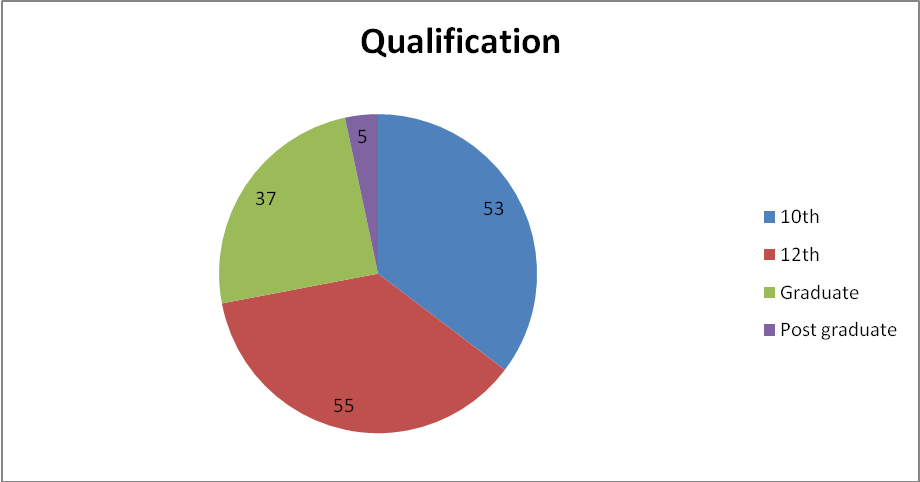 Qualification
5
53
37
55
10th
12th
Graduate
Post graduate